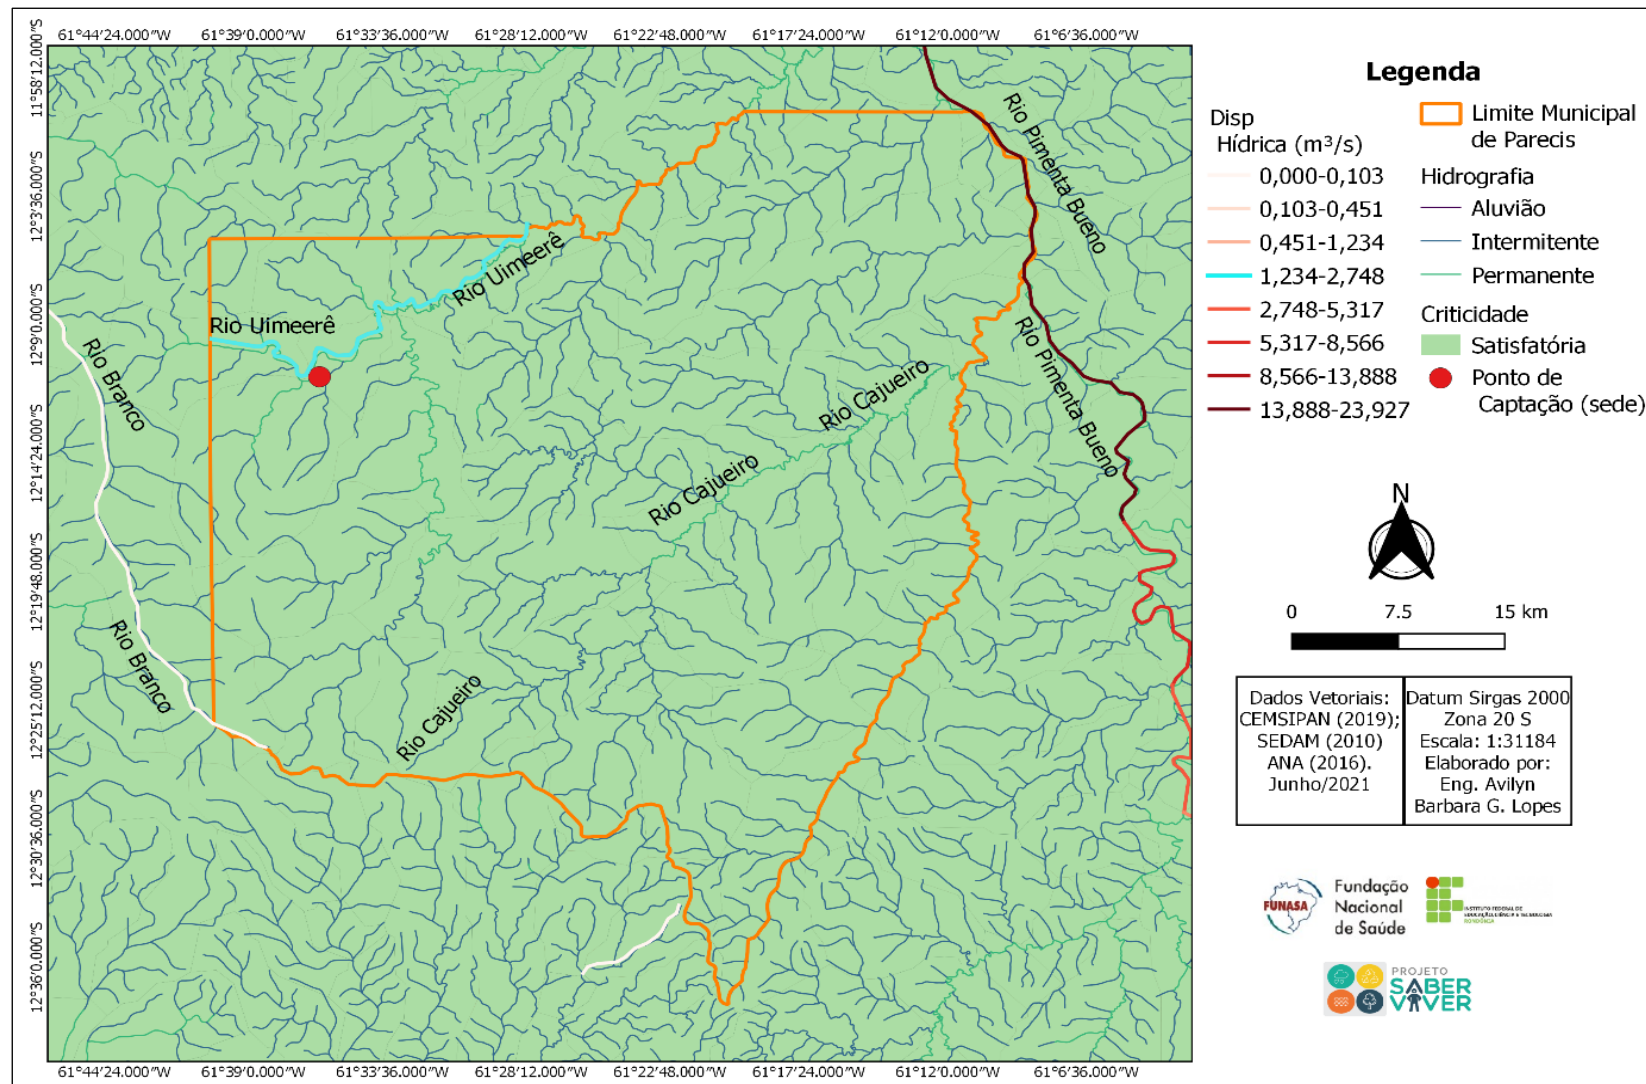 61°44′24.000″W 61°39′0.000″W 61°33′36.000″W 61°28′12.000″W 61°22′48.000″W 61°17′24.000″W 61°12′0.000″W 61°6′36.000″W
11°58′12.000″S
12°3′36.000″S
12°9′0.000″S
12°14′24.000″S
12°19′48.000″S
12°25′12.000″S
12°30′36.000″S
12°36′0.000″S
Rio Pimenta Bueno
Rio Uimeerê
Rio Uimeerê
Rio Branco
Rio Pimenta Bueno
Rio Cajueiro
Rio Cajueiro
Rio Branco
Rio Cajueiro
61°44′24.000″W 61°39′0.000″W 61°33′36.000″W 61°28′12.000″W 61°22′48.000″W 61°17′24.000″W 61°12′0.000″W 61°6′36.000″W
Legenda
Disp
Hídrica (m³/s)
0,000-0,103
0,103-0,451
0,451-1,234
1,234-2,748
2,748-5,317
5,317-8,566
8,566-13,888
13,888-23,927
Limite Municipal
de Parecis
Hidrografia
Aluvião
Intermitente
Permanente
Criticidade
Satisfatória
Ponto de
Captação (sede)
N
0 7.5 15 km
Dados Vetoriais:
CEMSIPAN (2019);
SEDAM (2010)
ANA (2016).
Junho/2021
Datum Sirgas 2000
Zona 20 S
Escala: 1:31184
Elaborado por:
Eng. Avilyn
Barbara G. Lopes
FUNASA
Fundação
Nacional
de Saúde
INSTITUTO FEDERAL DE
EDUCAÇÃO, CIÊNCIA E TECNOLOGIA
RONDÔNIA
PROJETO
SABER
VIVER